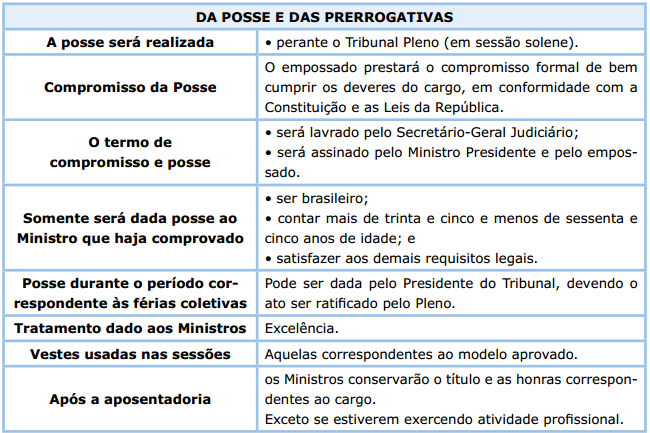 DA POSSE E DAS PRERROGATIVAS
A posse será realizada
• perante o Tribunal Pleno (em sessão solene).
Compromisso da Posse
O empossado prestará o compromisso formal de bem
cumprir os deveres do cargo, em conformidade com a
Constituição e as Leis da República.
O termo de
compromisso e posse
• será lavrado pelo Secretário-Geral Judiciário;
• será assinado pelo Ministro Presidente e pelo empos-
sado.
Somente será dada posse ao
Ministro que haja comprovado
• ser brasileiro;
• contar mais de trinta e cinco e menos de sessenta e
cinco anos de idade; e
• satisfazer aos demais requisitos legais.
Posse durante o período cor-
respondente às férias coletivas
Pode ser dada pelo Presidente do Tribunal, devendo o
ato ser ratificado pelo Pleno.
Tratamento dado aos Ministros
Excelência.
Vestes usadas nas sessões
Aquelas correspondentes ao modelo aprovado.
Após a aposentadoria
os Ministros conservarão o título e as honras correspon-
dentes ao cargo.
Exceto se estiverem exercendo atividade profissional.